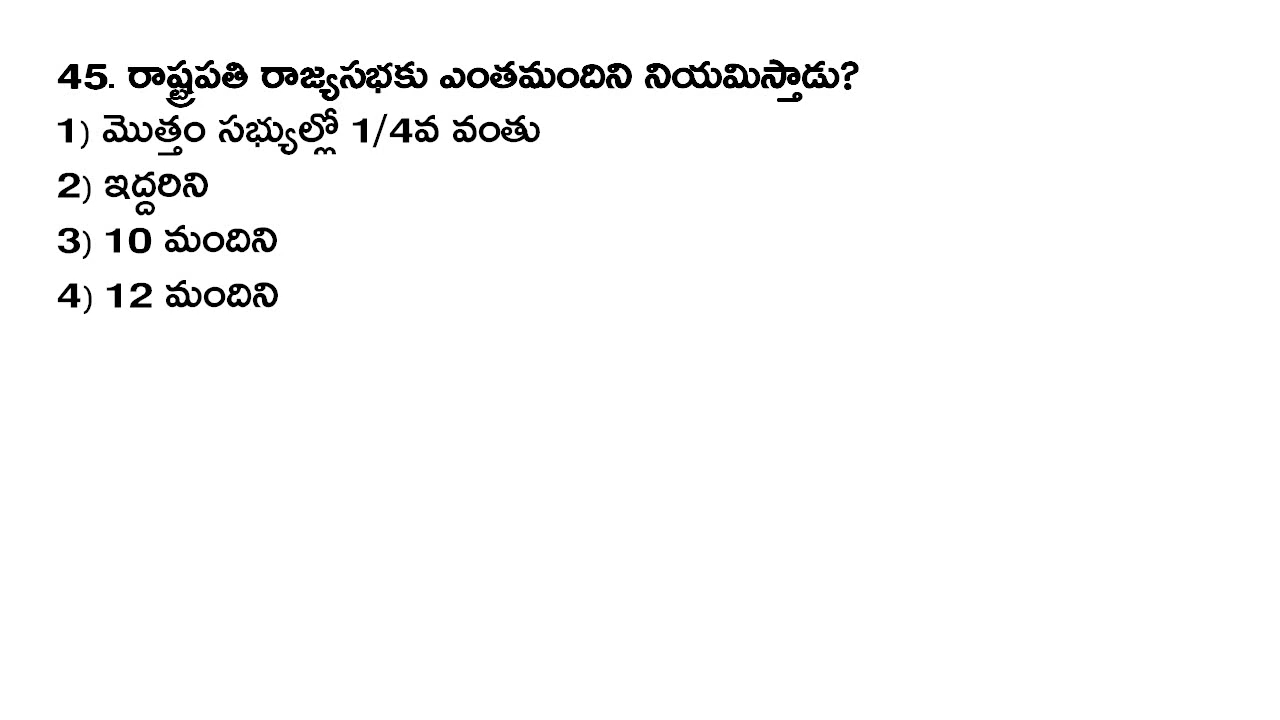 45. రాష్ట్రపతి రాజ్యసభకు ఎంతమందిని నియమిస్తాడు?
1) మొత్తం సభ్యుల్లో 1/4వ వంతు
2) ఇద్దరిని
3) 10 మందిని
4) 12 మందిని